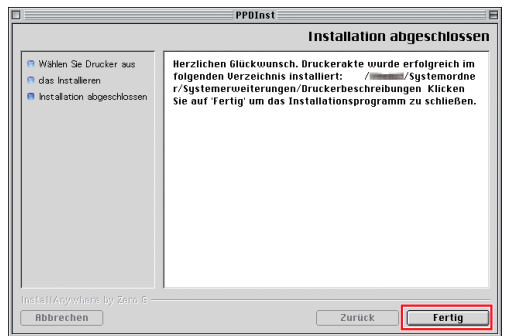 PPDInst
Installation abgeschlossen
Wählen Sie Drucker aus
das Installieren
Installation abgeschlossen
Herzlichen Glückwunsch. Druckerakte wurde erfolgreich im
folgenden Verzeichnis installiert: / /Systemordne
r/Systemerweiterungen/Druckerbeschreibungen Klicken
Sie auf 'Fertig' um das Installationsprogramm zu schließen.
InstallAnywhere by Zero G
Abbrechen
Zurück
Fertig